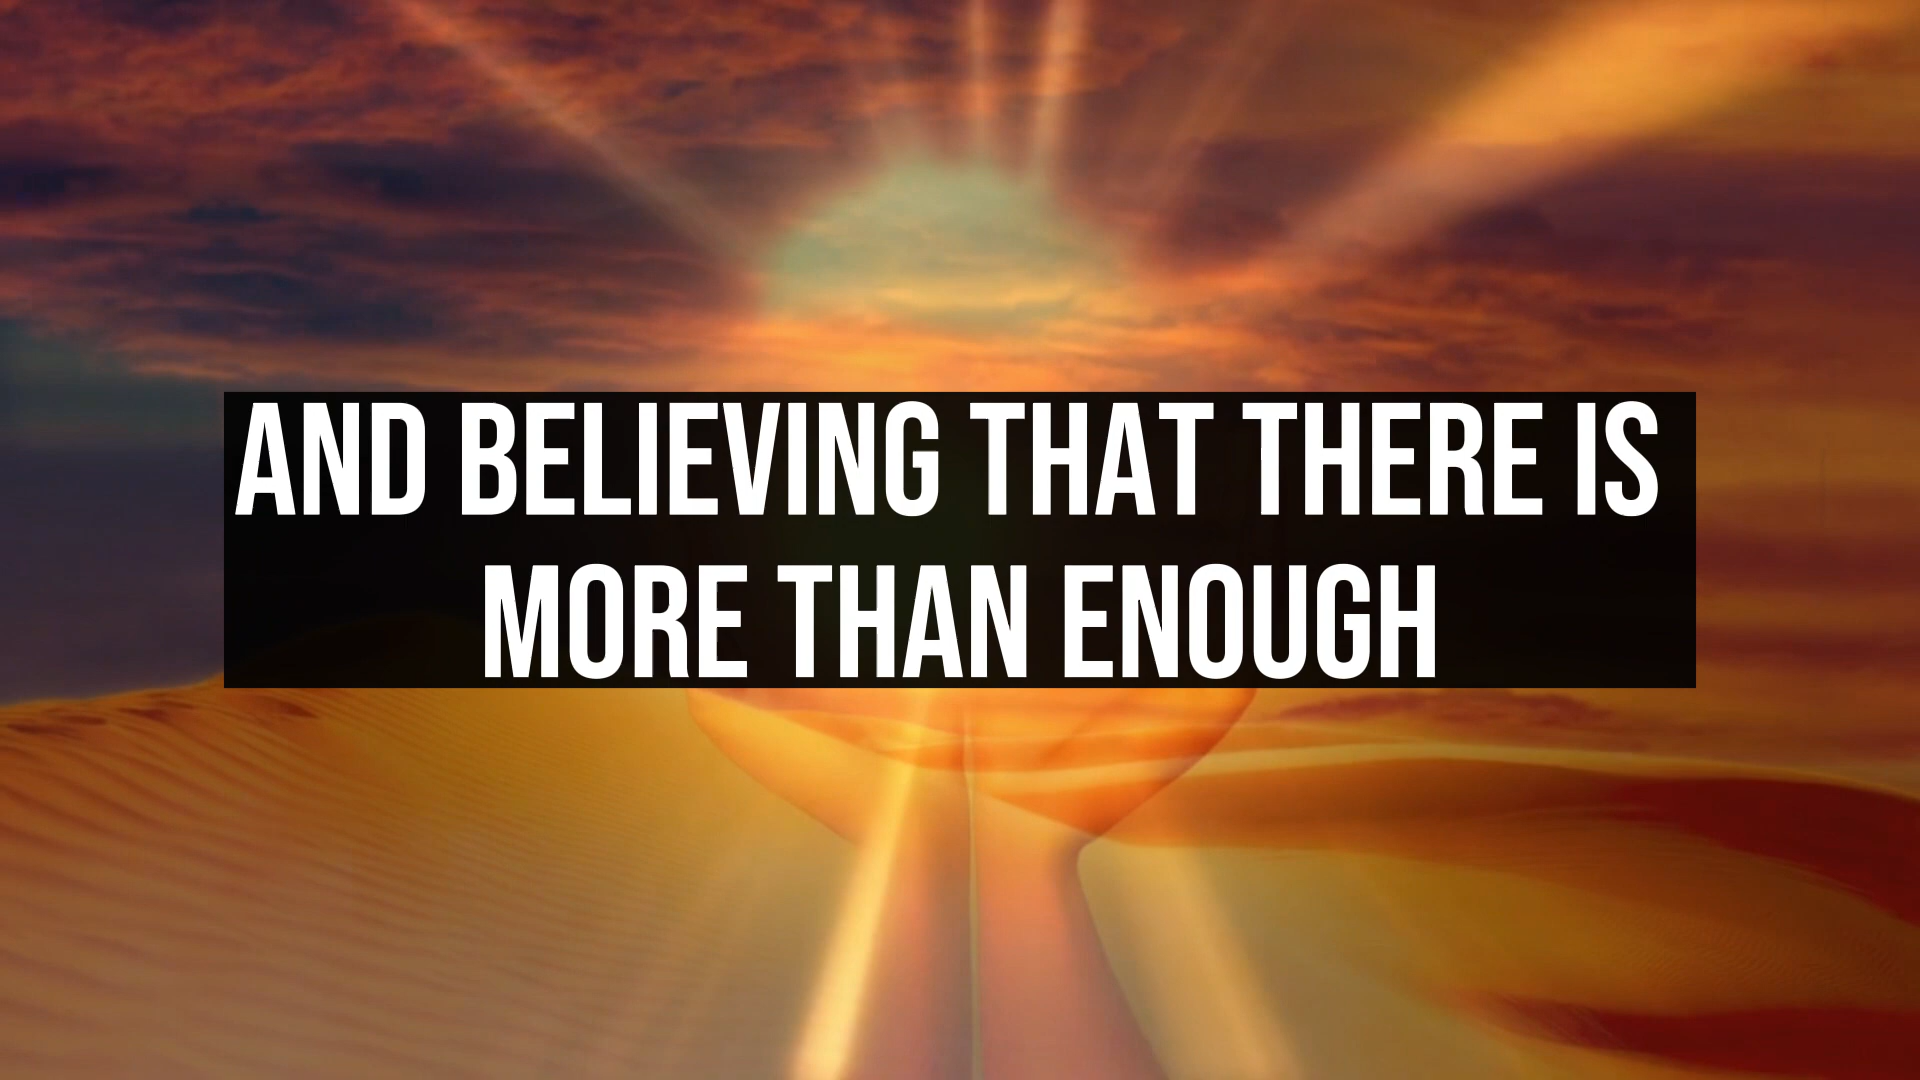 AND BELIEVING THAT THERE IS
MORE THAN ENOUGH